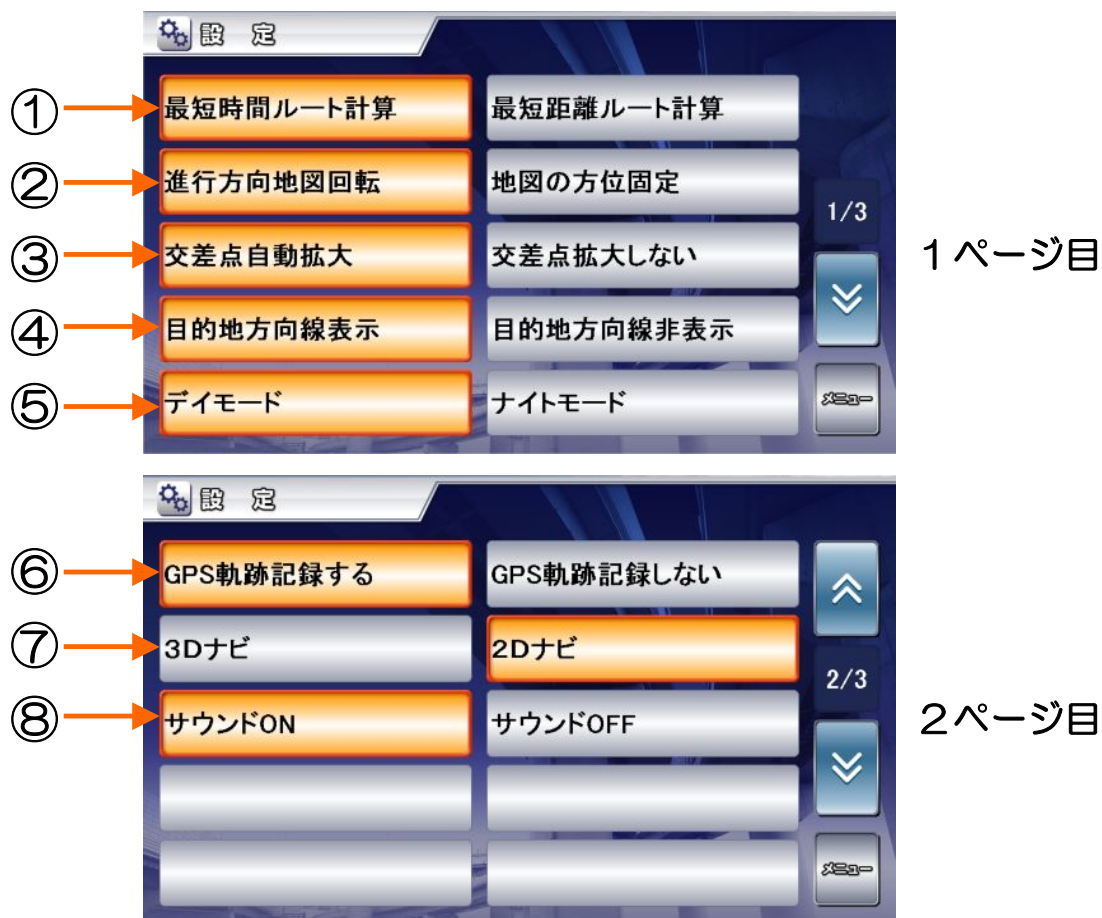 設 定
① 最短時間ルート計算 最短距離ルート計算
② 進行方向地図回転 地図の方位固定
1/3
③ 交差点自動拡大 交差点拡大しない
1ページ目
④ 目的地方向線表示 目的地方向線非表示
⑤ デイモード ナイトモード
メニュー
設 定
⑥ GPS軌跡記録する GPS軌跡記録しない
⑦ 3Dナビ 2Dナビ
2/3
⑧ サウンドON サウンドOFF
2ページ目
メニュー